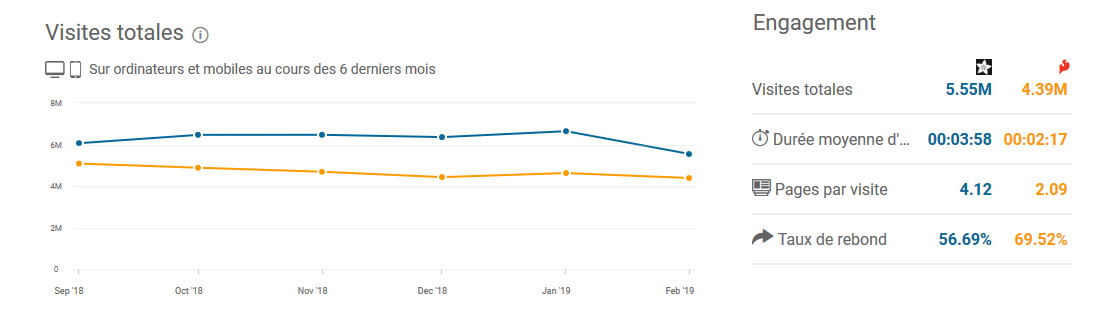 Visites totales
Sur ordinateurs et mobiles au cours des 6 derniers mois
8M
6M
4M
2M
0
Sep '18 Oct '18 Nov '18 Dec '18 Jan '19 Feb '19
Engagement
Visites totales 5.55M 4.39M
Durée moyenne d'... 00:03:58 00:02:17
Pages par visite 4.12 2.09
Taux de rebond 56.69% 69.52%